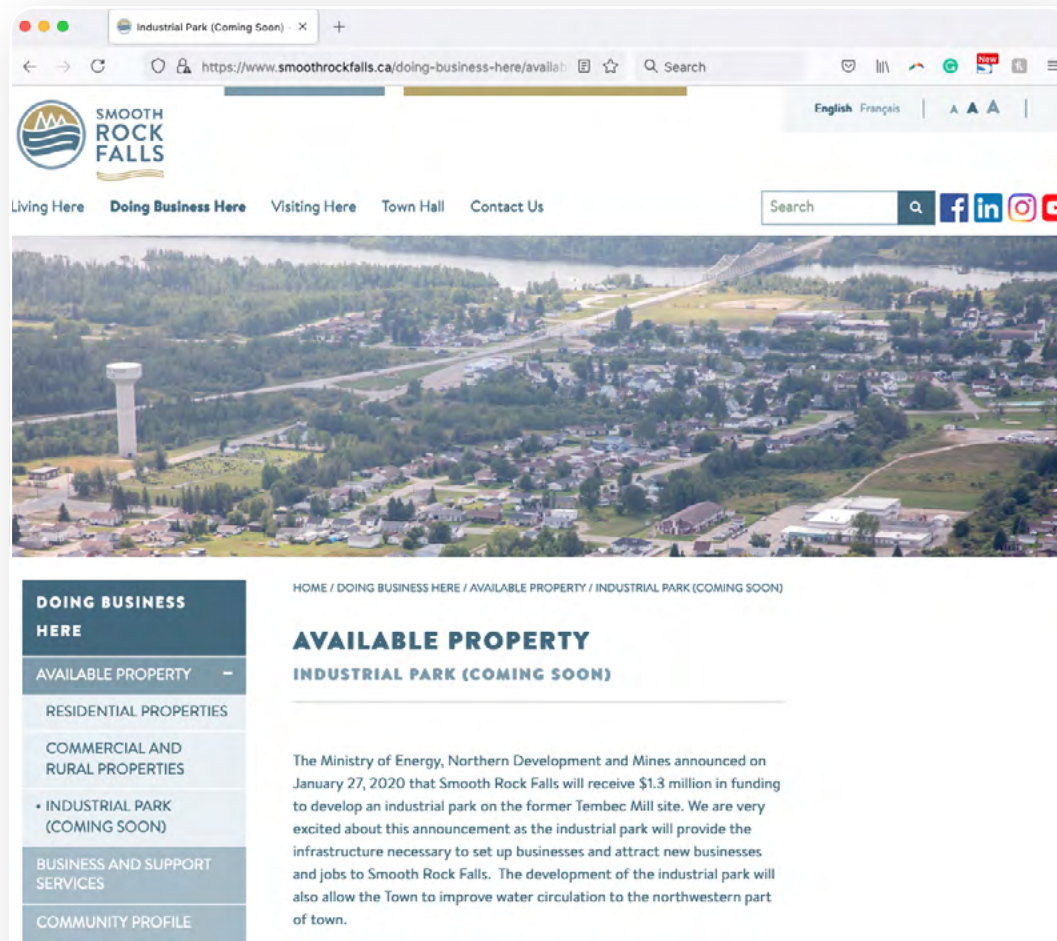 Industrial Park (Coming Soon) -
https://www.smoothrockfalls.ca/doing-business-here/availab
Search
New
SMOOTH
ROCK
FALLS
English Français | A A A |
Living Here Doing Business Here Visiting Here Town Hall Contact Us
Search
DOING BUSINESS
HERE
AVAILABLE PROPERTY –
RESIDENTIAL PROPERTIES
COMMERCIAL AND
RURAL PROPERTIES
• INDUSTRIAL PARK
(COMING SOON)
BUSINESS AND SUPPORT
SERVICES
COMMUNITY PROFILE
HOME / DOING BUSINESS HERE / AVAILABLE PROPERTY / INDUSTRIAL PARK (COMING SOON)
AVAILABLE PROPERTY
INDUSTRIAL PARK (COMING SOON)
The Ministry of Energy, Northern Development and Mines announced on
January 27, 2020 that Smooth Rock Falls will receive $1.3 million in funding
to develop an industrial park on the former Tembec Mill site. We are very
excited about this announcement as the industrial park will provide the
infrastructure necessary to set up businesses and attract new businesses
and jobs to Smooth Rock Falls. The development of the industrial park will
also allow the Town to improve water circulation to the northwestern part
of town.